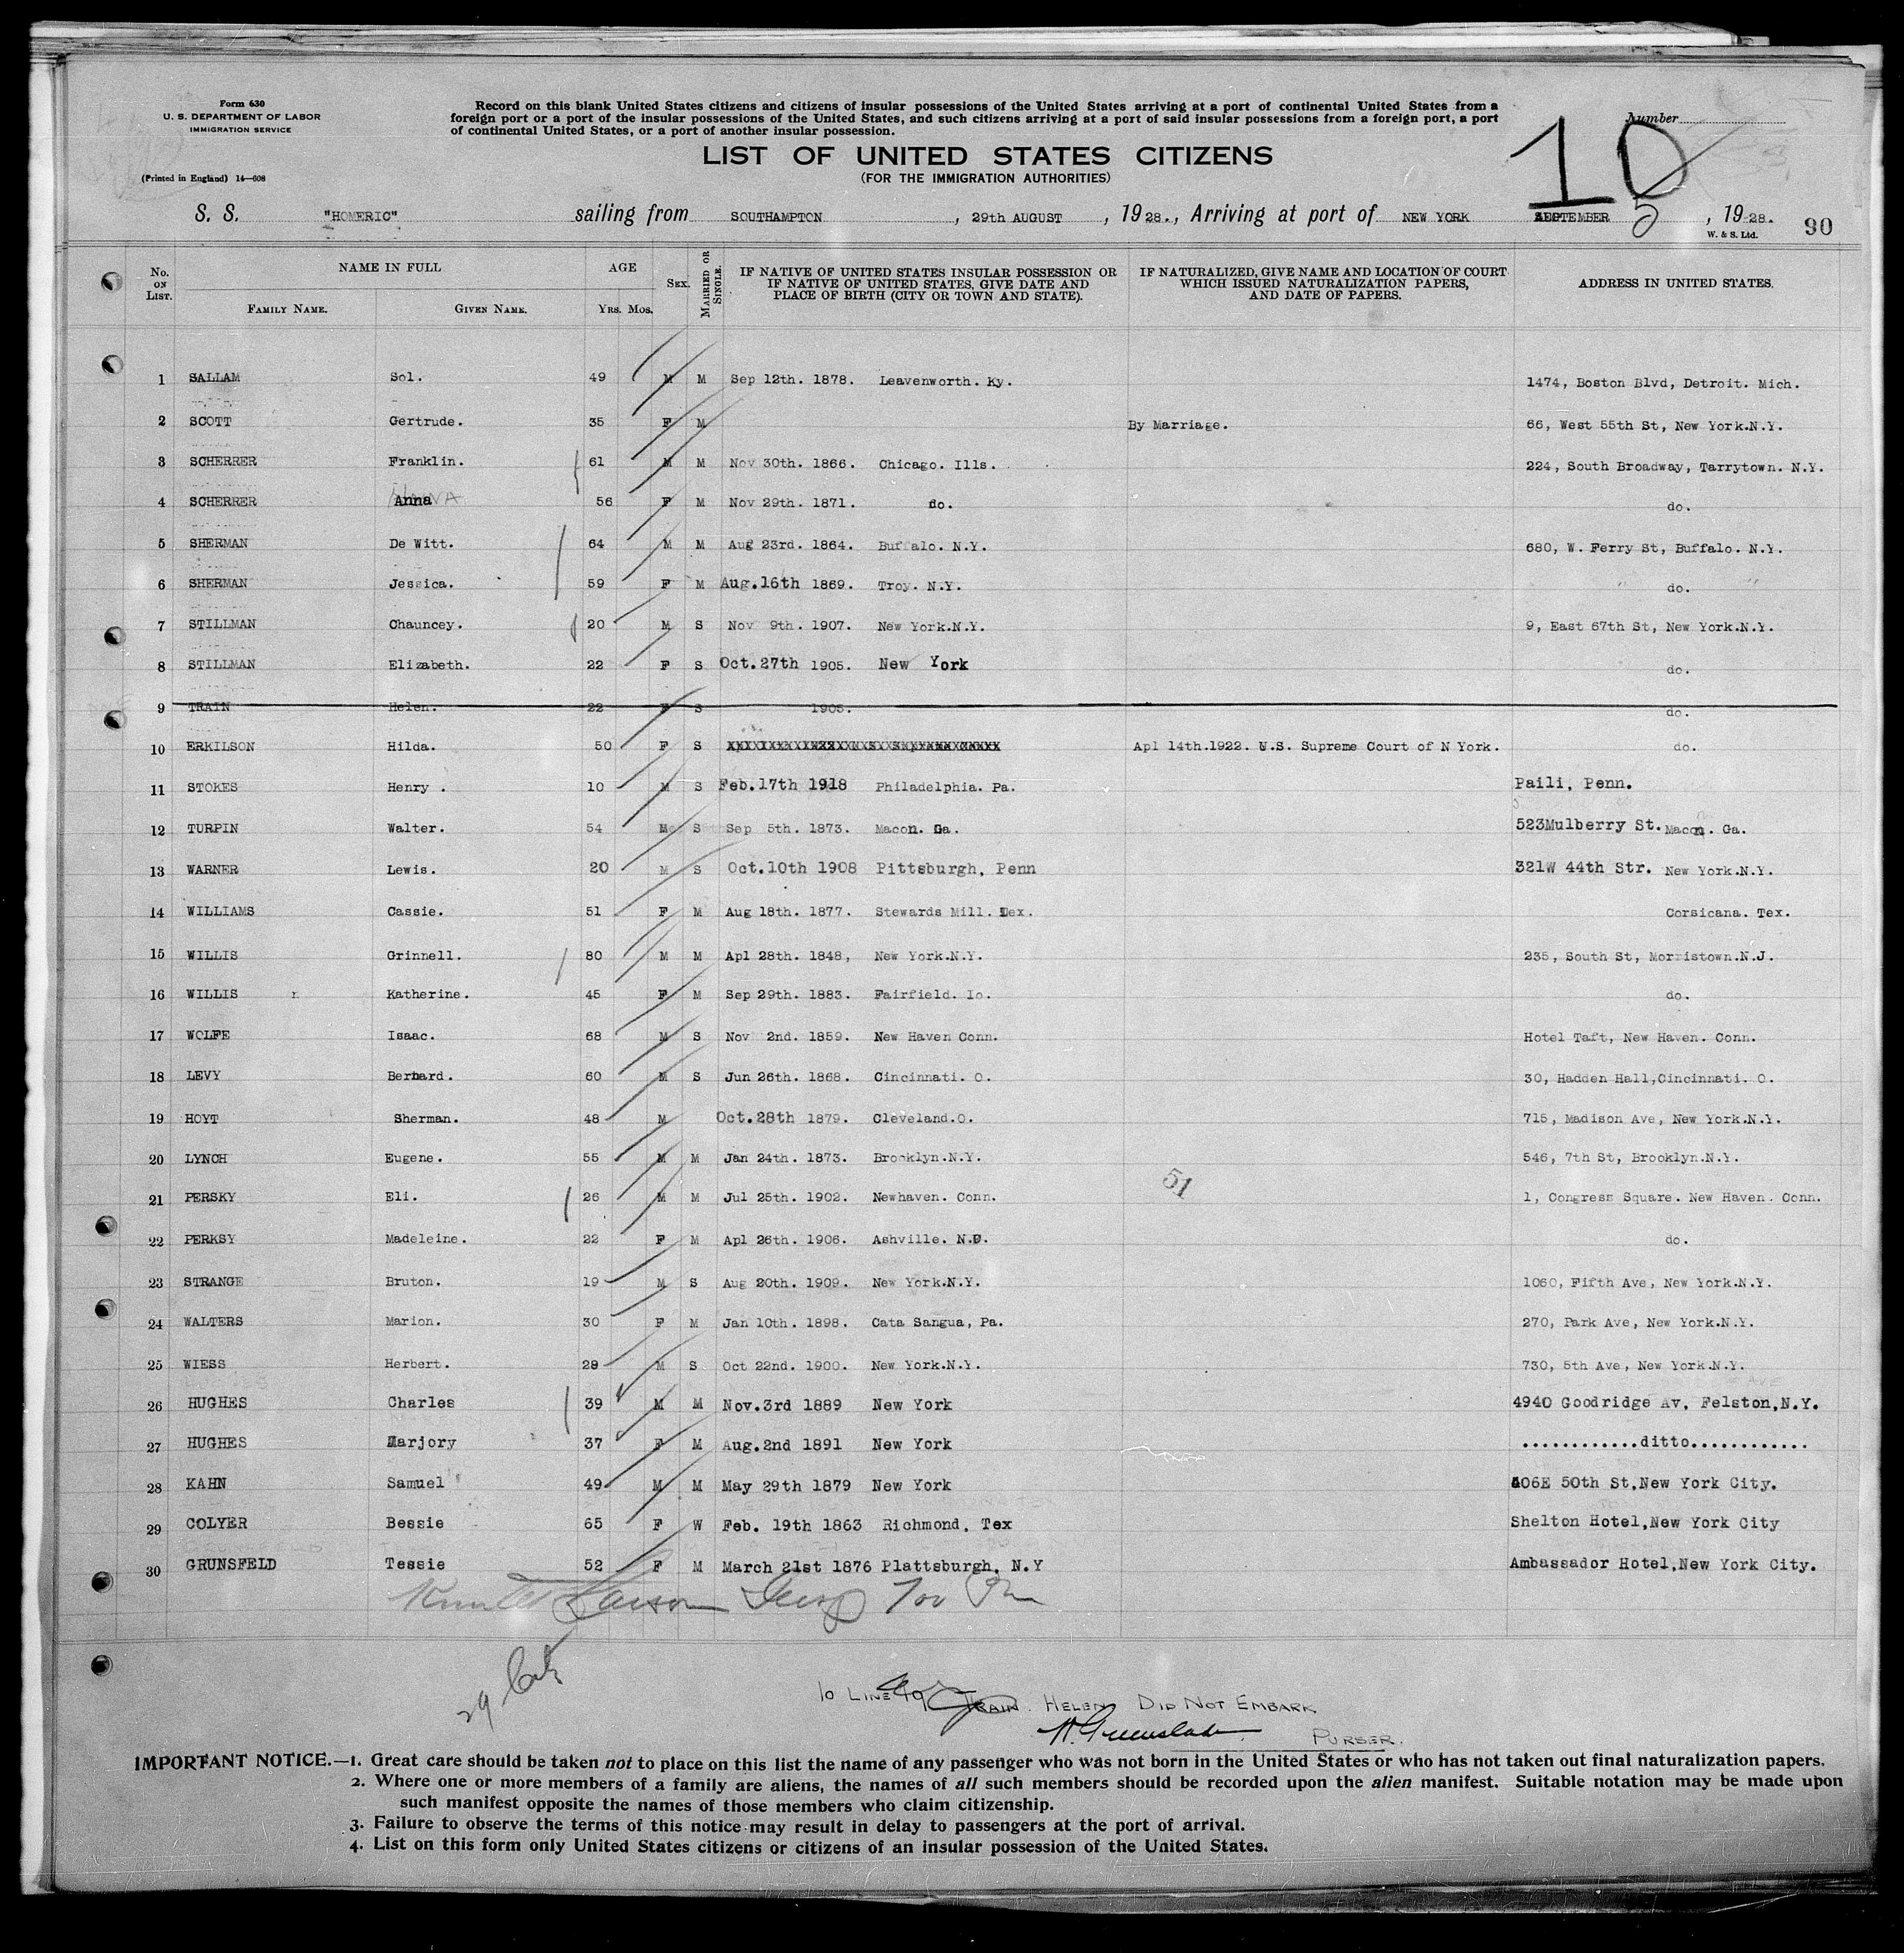 Form 630
U. S. DEPARTMENT OF LABOR
IMMIGRATION SERVICE
(Printed in England) 14—608
Record on this blank United States citizens and citizens of insular possessions of the United States arriving at a port of continental United States from a
foreign port or a port of the insular possessions of the United States, and such citizens arriving at a port of said insular possessions from a foreign port, a port
of continental United States, or a port of another insular possession.
Number
10
LIST OF UNITED STATES CITIZENS
(FOR THE IMMIGRATION AUTHORITIES)
S. S. "HOMERIC" sailing from SOUTHAMPTON , 29th AUGUST , 1928., Arriving at port of NEW YORK SEPTEMBER 5 , 1928.
W. & S. Ltd. 90
No. ON LIST. NAME IN FULL FAMILY NAME. GIVEN NAME. AGE Yrs. Mos. SEX. MARRIED OR SINGLE. IF NATIVE OF UNITED STATES INSULAR POSSESSION OR IF NATIVE OF UNITED STATES, GIVE DATE AND PLACE OF BIRTH (CITY OR TOWN AND STATE). IF NATURALIZED, GIVE NAME AND LOCATION OF COURT WHICH ISSUED NATURALIZATION PAPERS, AND DATE OF PAPERS. ADDRESS IN UNITED STATES.
1 SALLAM Sol. 49 M M Sep 12th. 1878. Leavenworth. Ky. 1474, Boston Blvd, Detroit. Mich.
2 SCOTT Gertrude. 35 F M By Marriage. 66, West 55th St, New York.N.Y.
3 SCHERRER Franklin. 61 M M Nov 30th. 1866. Chicago. Ills. 224, South Broadway, Tarrytown. N.Y.
4 SCHERRER Anna 56 F M Nov 29th. 1871. do. do.
5 SHERMAN De Witt. 64 M M Aug 23rd. 1864. Buffalo. N.Y. 680, W. Ferry St, Buffalo. N.Y.
6 SHERMAN Jessica. 59 F M Aug.16th 1869. Troy. N.Y. do.
7 STILLMAN Chauncey. 20 M S Nov 9th. 1907. New York.N.Y. 9, East 67th St, New York.N.Y.
8 STILLMAN Elizabeth. 22 F S Oct.27th 1905. New York do.
9 TRAIN Helen. 22 F S 1905. do.
10 ERKILSON Hilda. 50 F S Apl 14th.1922. U.S. Supreme Court of N York. do.
11 STOKES Henry . 10 M S Feb.17th 1918 Philadelphia. Pa. Paili, Penn.
12 TURPIN Walter. 54 M S Sep 5th. 1873. Macon. Ga. 523Mulberry St. Macon. Ga.
13 WARNER Lewis. 20 M S Oct.10th 1908 Pittsburgh, Penn 321W 44th Str. New York.N.Y.
14 WILLIAMS Cassie. 51 F M Aug 18th. 1877. Stewards Mill. Tex. Corsicana. Tex.
15 WILLIS Grinnell. 80 M M Apl 28th. 1848, New York.N.Y. 235, South St, Morristown.N.J.
16 WILLIS Katherine. 45 F M Sep 29th. 1883. Fairfield. Io. do.
17 WOLFE Isaac. 68 M S Nov 2nd. 1859. New Haven Conn. Hotel Taft, New Haven. Conn.
18 LEVY Bernard. 60 M S Jun 26th. 1868. Cincinnati. O. 30, Hadden Hall,Cincinnati. O.
19 HOYT Sherman. 48 M Oct.28th 1879. Cleveland.O. 715, Madison Ave, New York.N.Y.
20 LYNCH Eugene. 55 M M Jan 24th. 1873. Brooklyn.N.Y. 546, 7th St, Brooklyn.N.Y.
21 PERSKY Eli. 26 M M Jul 25th. 1902. Newhaven. Conn. 51 1, Congress Square. New Haven. Conn.
22 PERKSY Madeleine. 22 F M Apl 26th. 1906. Ashville. do.
23 STRANGE Bruton. 19 M S Aug 20th. 1909. New York.N.Y. 1060, Fifth Ave, New York.N.Y.
24 WALTERS Marion. 30 F M Jan 10th. 1898. Cata Sangua, Pa. 270, Park Ave, New York.N.Y.
25 WIESS Herbert. 28 M S Oct 22nd. 1900. New York.N.Y. 730, 5th Ave, New York.N.Y.
26 HUGHES Charles 39 M M Nov.3rd 1889 New York 4940 Goodridge Av, Felston,N.Y.
27 HUGHES Marjory 37 F M Aug.2nd 1891 New York ............ditto............
28 KAHN Samuel 49 M M May 29th 1879 New York 406E 50th St,New York City.
29 COLYER Bessie 65 F W Feb. 19th 1863 Richmond, Tex Shelton Hotel,New York City
30 GRUNSFELD Tessie 52 F M March 21st 1876 Plattsburgh, N.Y Ambassador Hotel,New York City.
Larson Insp
29
LINE 9 TRAIN. HELEN DID NOT EMBARK
PURSER.
IMPORTANT NOTICE.—1. Great care should be taken not to place on this list the name of any passenger who was not born in the United States or who has not taken out final naturalization papers.
2. Where one or more members of a family are aliens, the names of all such members should be recorded upon the alien manifest. Suitable notation may be made upon
such manifest opposite the names of those members who claim citizenship.
3. Failure to observe the terms of this notice may result in delay to passengers at the port of arrival.
4. List on this form only United States citizens or citizens of an insular possession of the United States.